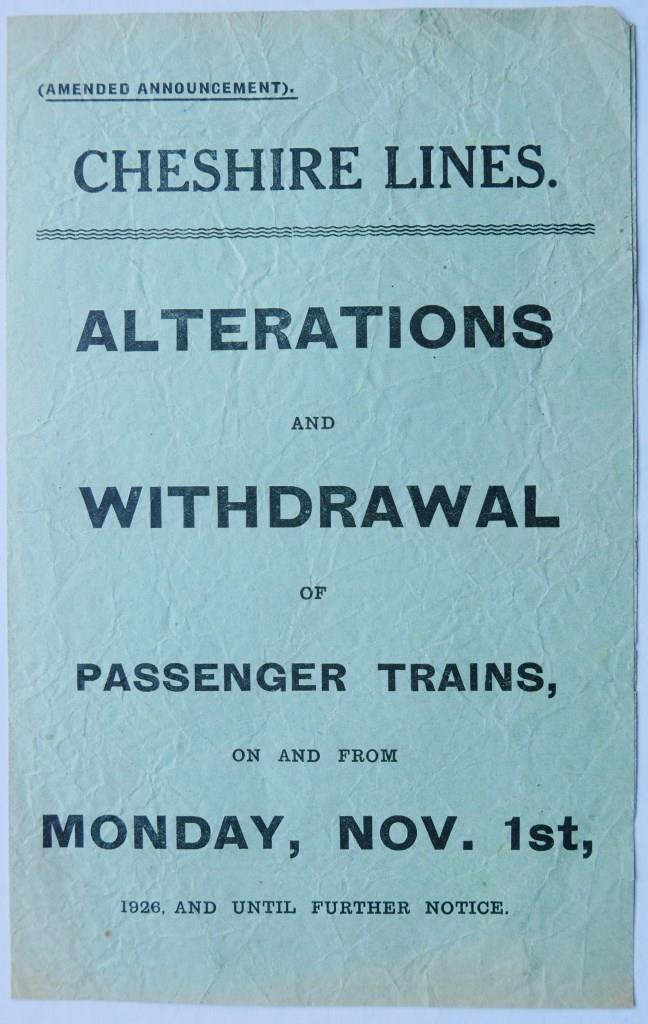 (AMENDED ANNOUNCEMENT).
CHESHIRE LINES.
ALTERATIONS
AND
WITHDRAWAL
OF
PASSENGER TRAINS,
ON AND FROM
MONDAY, NOV. 1st,
1926, AND UNTIL FURTHER NOTICE.